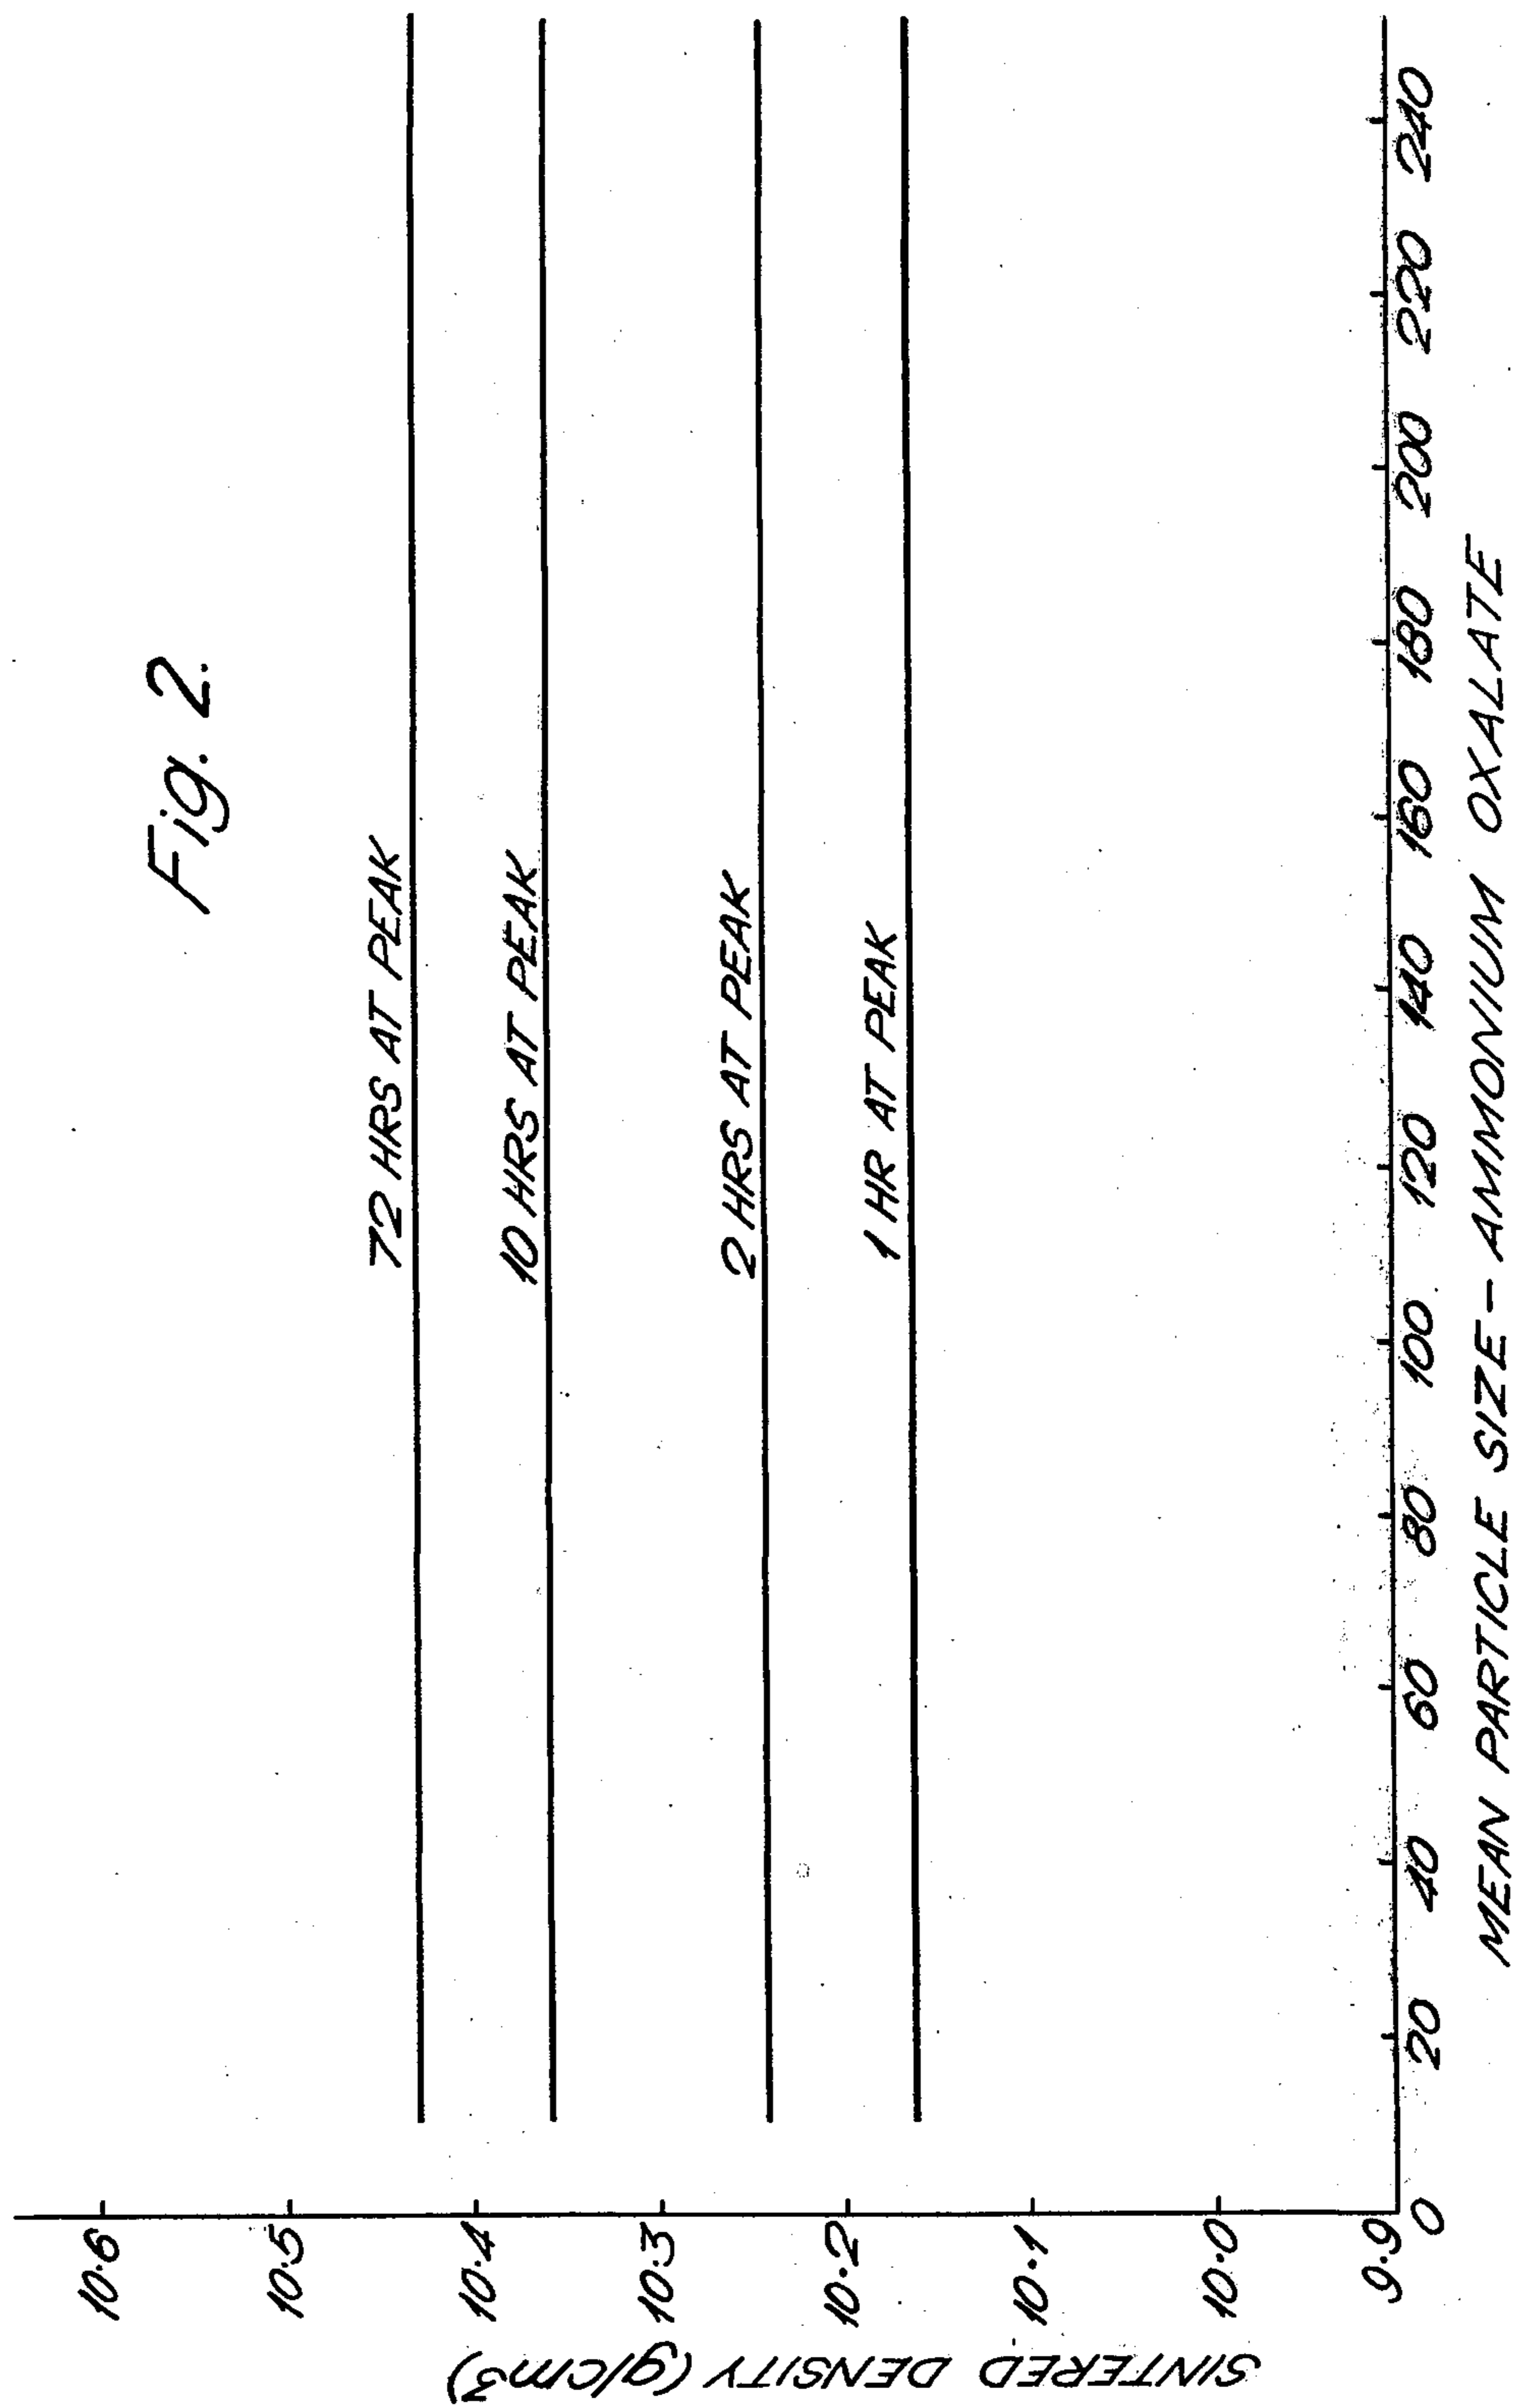 Fig. 2.
72 HRS AT PEAK
10 HRS AT PEAK
2 HRS AT PEAK
1 HR AT PEAK
SINTERED DENSITY (g/cm3)
10·6
10·5
10·4
10·3
10·2
10·1
10·0
9·9
0 20 40 60 80 100 120 140 160 180 200 220 240
MEAN PARTICLE SIZE - AMMONIUM OXALATE